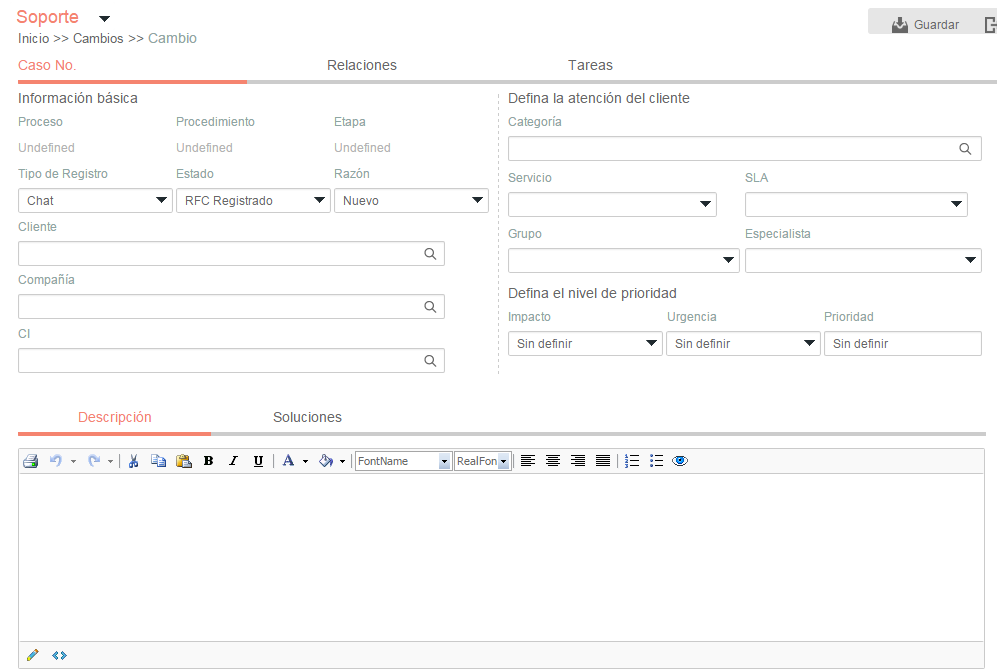 Soporte
Inicio >> Cambios >> Cambio
Guardar
Caso No. Relaciones Tareas
Información básica
Proceso Procedimiento Etapa
Undefined Undefined Undefined
Tipo de Registro Estado Razón
Chat RFC Registrado Nuevo
Cliente
Compañía
CI
Defina la atención del cliente
Categoría
Servicio SLA
Grupo Especialista
Defina el nivel de prioridad
Impacto Urgencia Prioridad
Sin definir Sin definir Sin definir
Descripción Soluciones
B I U A FontName RealFon